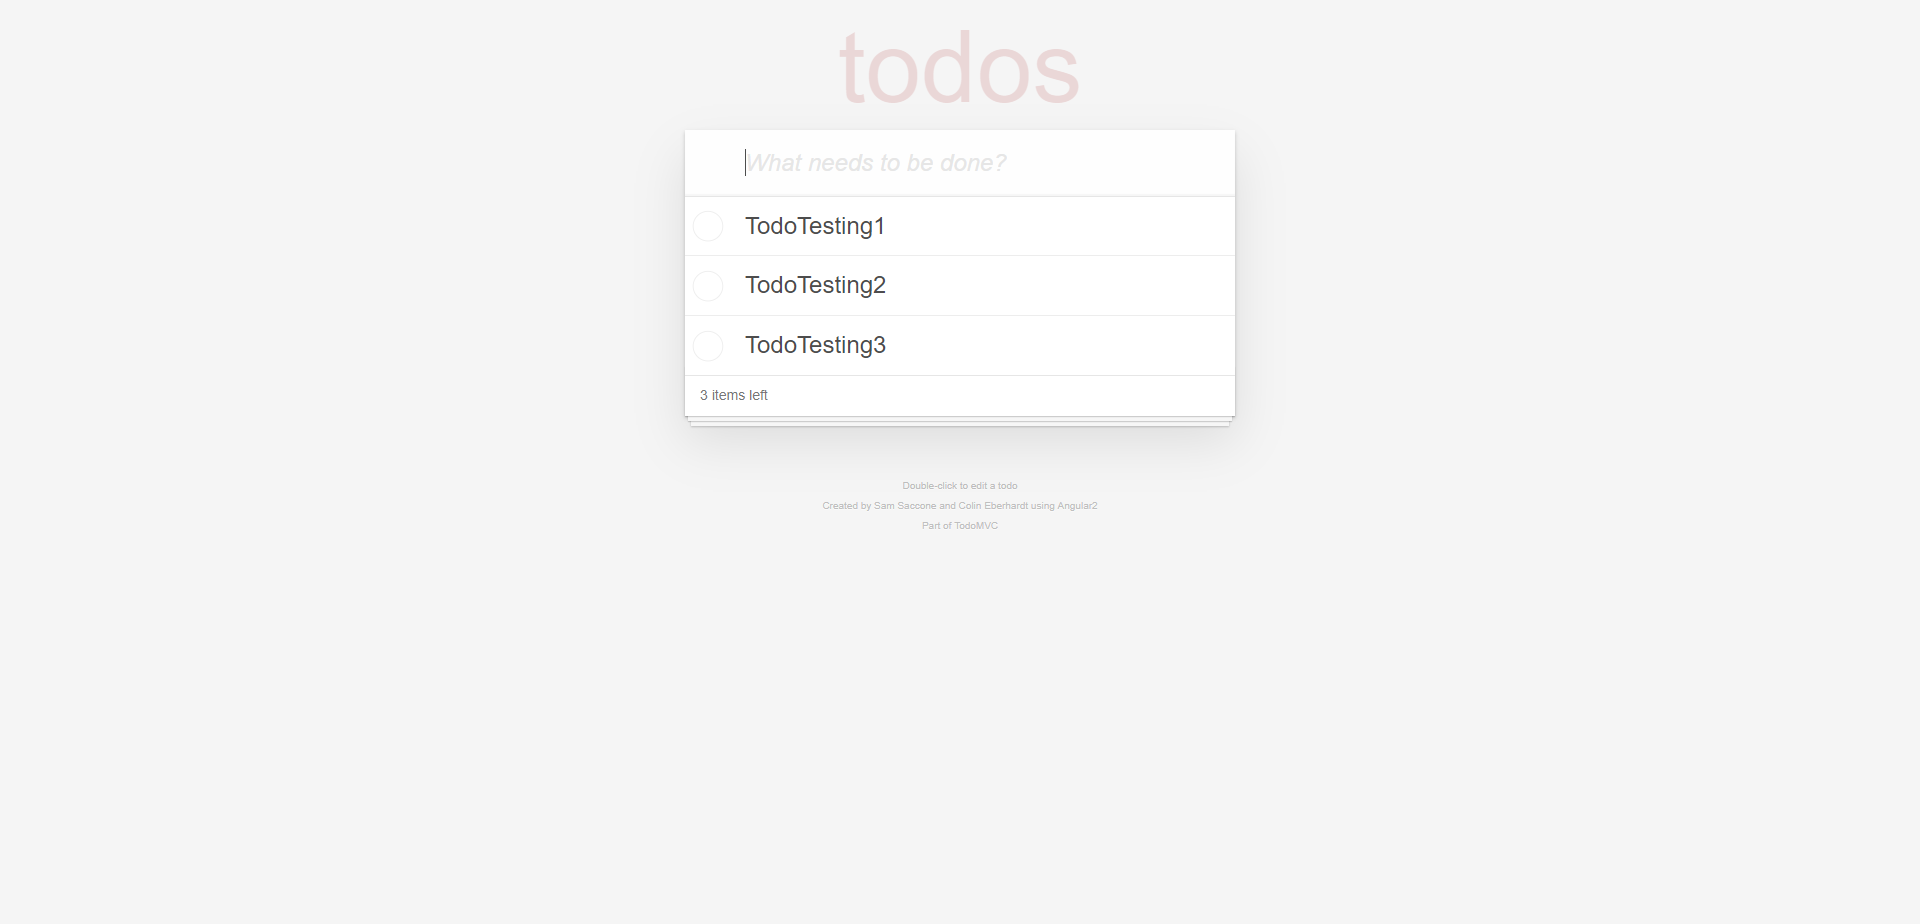 todos
What needs to be done?
TodoTesting1
TodoTesting2
TodoTesting3
3 items left
Double-click to edit a todo
Created by Sam Saccone and Colin Eberhardt using Angular2
Part of TodoMVC